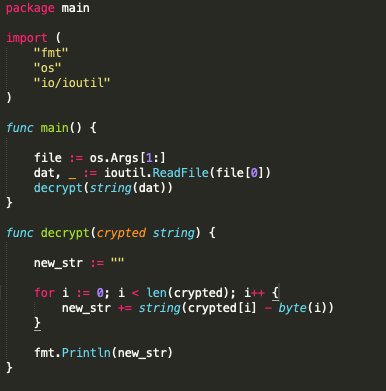 package main
import (
"fmt"
"os"
"io/ioutil"
)
func main() {
file := os.Args[1:]
dat, _ := ioutil.ReadFile(file[0])
decrypt(string(dat))
}
func decrypt(crypted string) {
new_str := ""
for i := 0; i < len(crypted); i++ {
new_str += string(crypted[i] - byte(i))
}
fmt.Println(new_str)
}